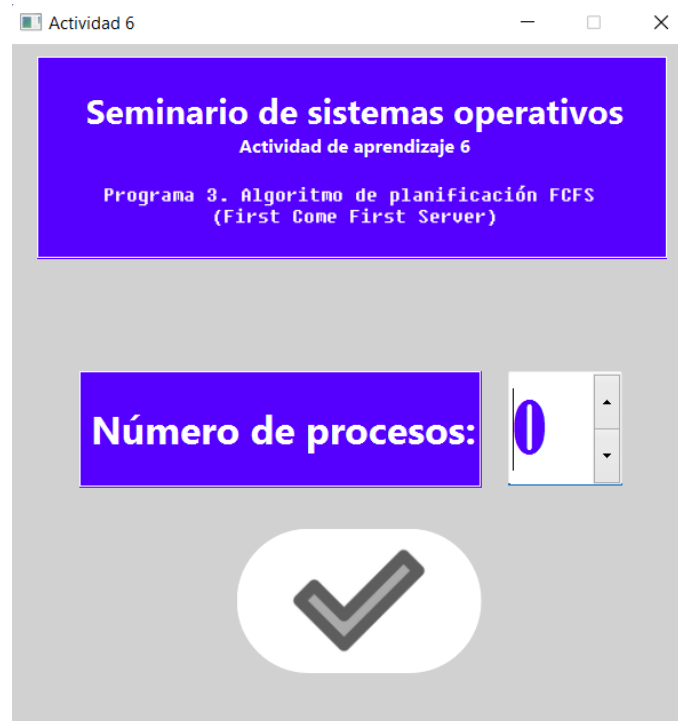 Actividad 6
Seminario de sistemas operativos
Actividad de aprendizaje 6
Programa 3. Algoritmo de planificación FCFS
(First Come First Server)
Número de procesos:
0